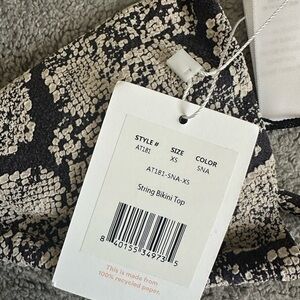 STYLE # SIZE COLOR
AT181 XS SNA
AT181-SNA-XS
String Bikini Top
8 40155 34973 5
This is made from
100% recycled paper.